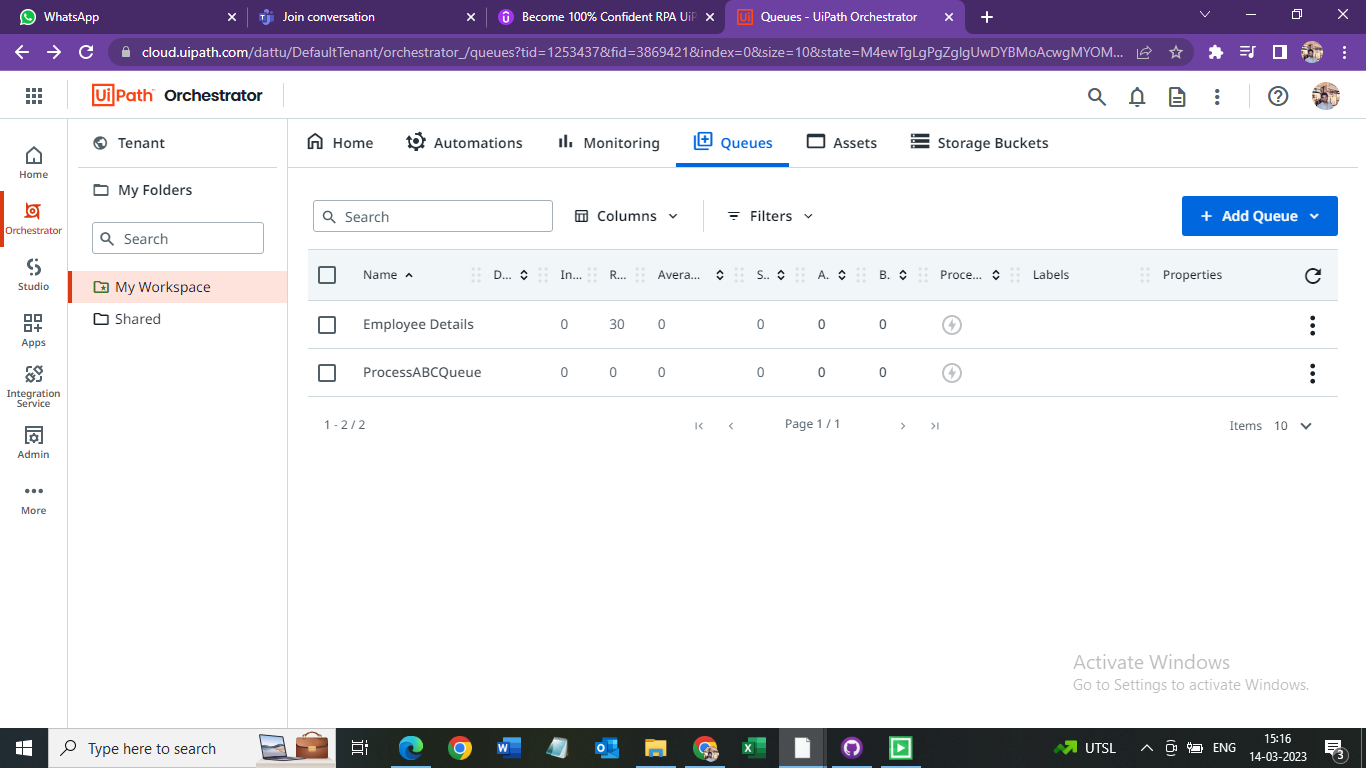 WhatsApp
Join conversation
Become 100% Confident RPA UiP
Queues - UiPath Orchestrator
cloud.uipath.com/dattu/DefaultTenant/orchestrator_/queues?tid=1253437&fid=3869421&index=0&size=10&state=M4ewTgLgPgZglgUwDYBMoAcwgMYOM...
UiPath Orchestrator
Tenant
My Folders
Search
My Workspace
Shared
Home
Orchestrator
Studio
Apps
Integration
Service
Admin
More
Home
Automations
Monitoring
Queues
Assets
Storage Buckets
Search
Columns
Filters
+ Add Queue
Name D... In... R... Avera... S.. A. B. Proce... Labels Properties
Employee Details 0 30 0 0 0 0
ProcessABCQueue 0 0 0 0 0 0
1 - 2 / 2
Page 1 / 1
Items 10
Activate Windows
Go to Settings to activate Windows.
Type here to search
UTSL
ENG
15:16
14-03-2023
3